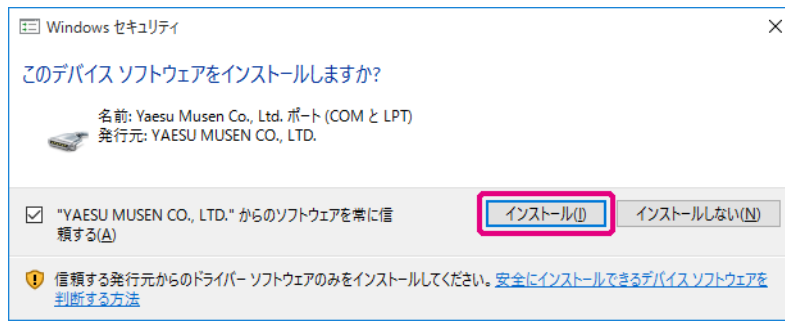 Windows セキュリティ
このデバイス ソフトウェアをインストールしますか?
名前: Yaesu Musen Co., Ltd. ポート (COM と LPT)
発行元: YAESU MUSEN CO., LTD.
"YAESU MUSEN CO., LTD." からのソフトウェアを常に信
頼する(A)
インストール(I)
インストールしない(N)
信頼する発行元からのドライバー ソフトウェアのみをインストールしてください。安全にインストールできるデバイス ソフトウェアを
判断する方法